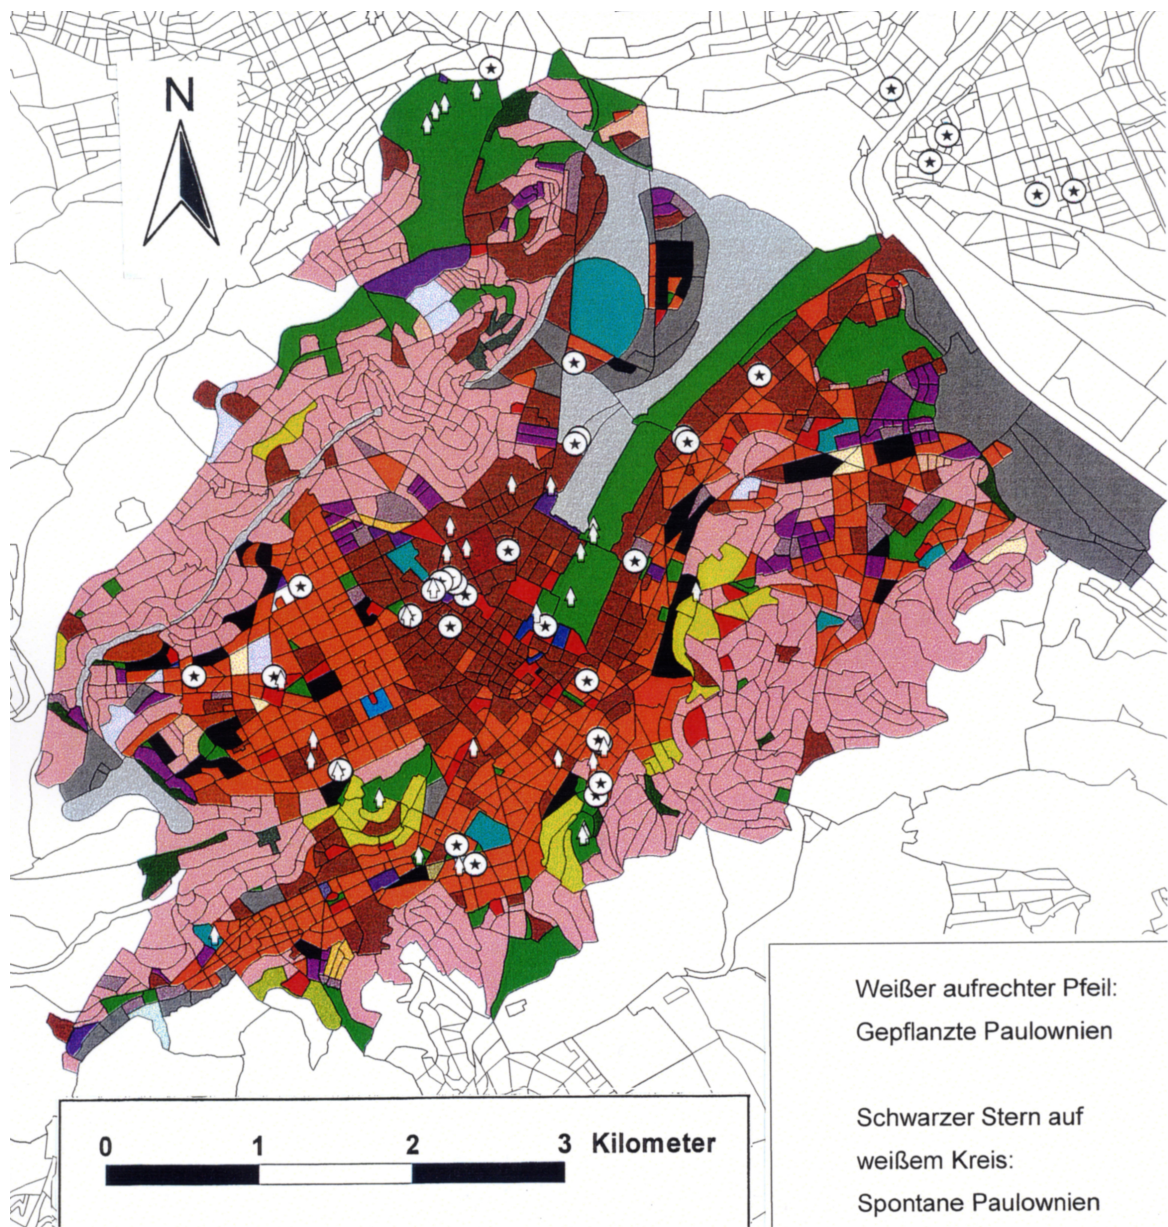 N
Weißer aufrechter Pfeil:
Gepflanzte Paulownien
Schwarzer Stern auf
weißem Kreis:
Spontane Paulownien
0 1 2 3 Kilometer